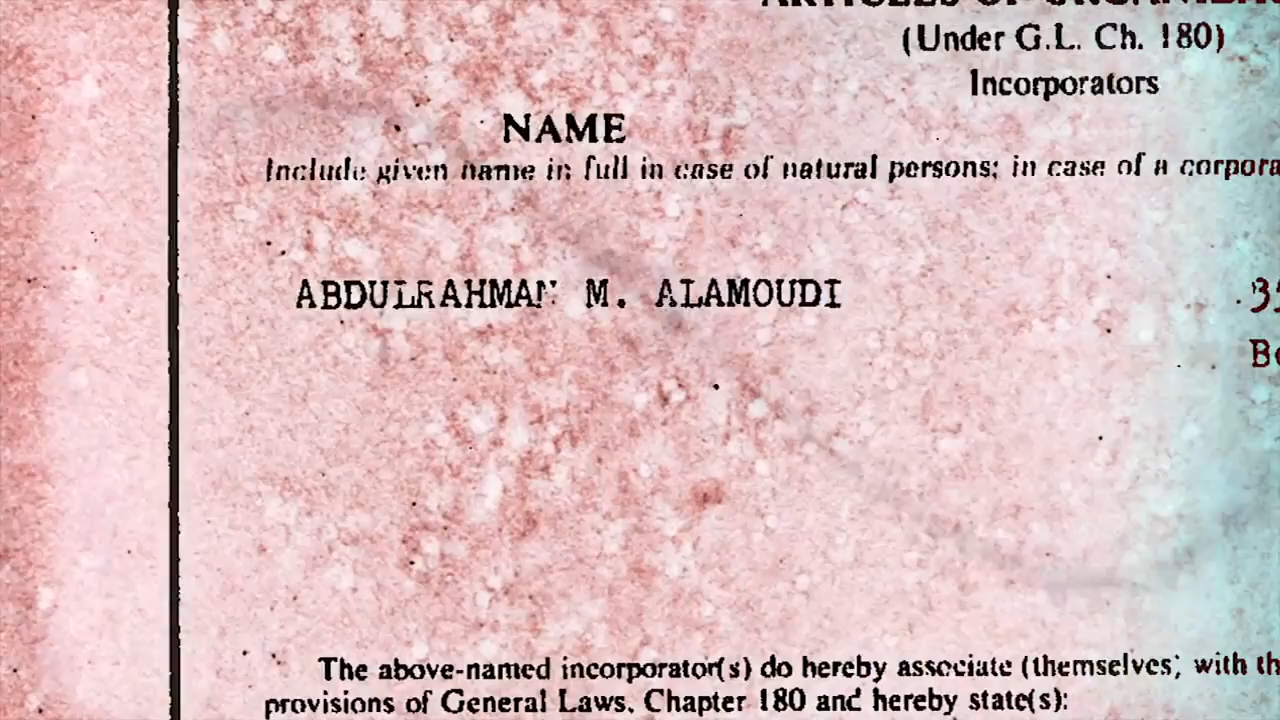 ARTICLES OF
(Under G.L. Ch. 180)
Incorporators
NAME
Include given name in full in case of natural persons; in case of a
ABDULRAHMAN M. ALAMOUDI
The above-named incorporator(s) do hereby associate (themselves) with
provisions of General Laws, Chapter 180 and hereby state(s):